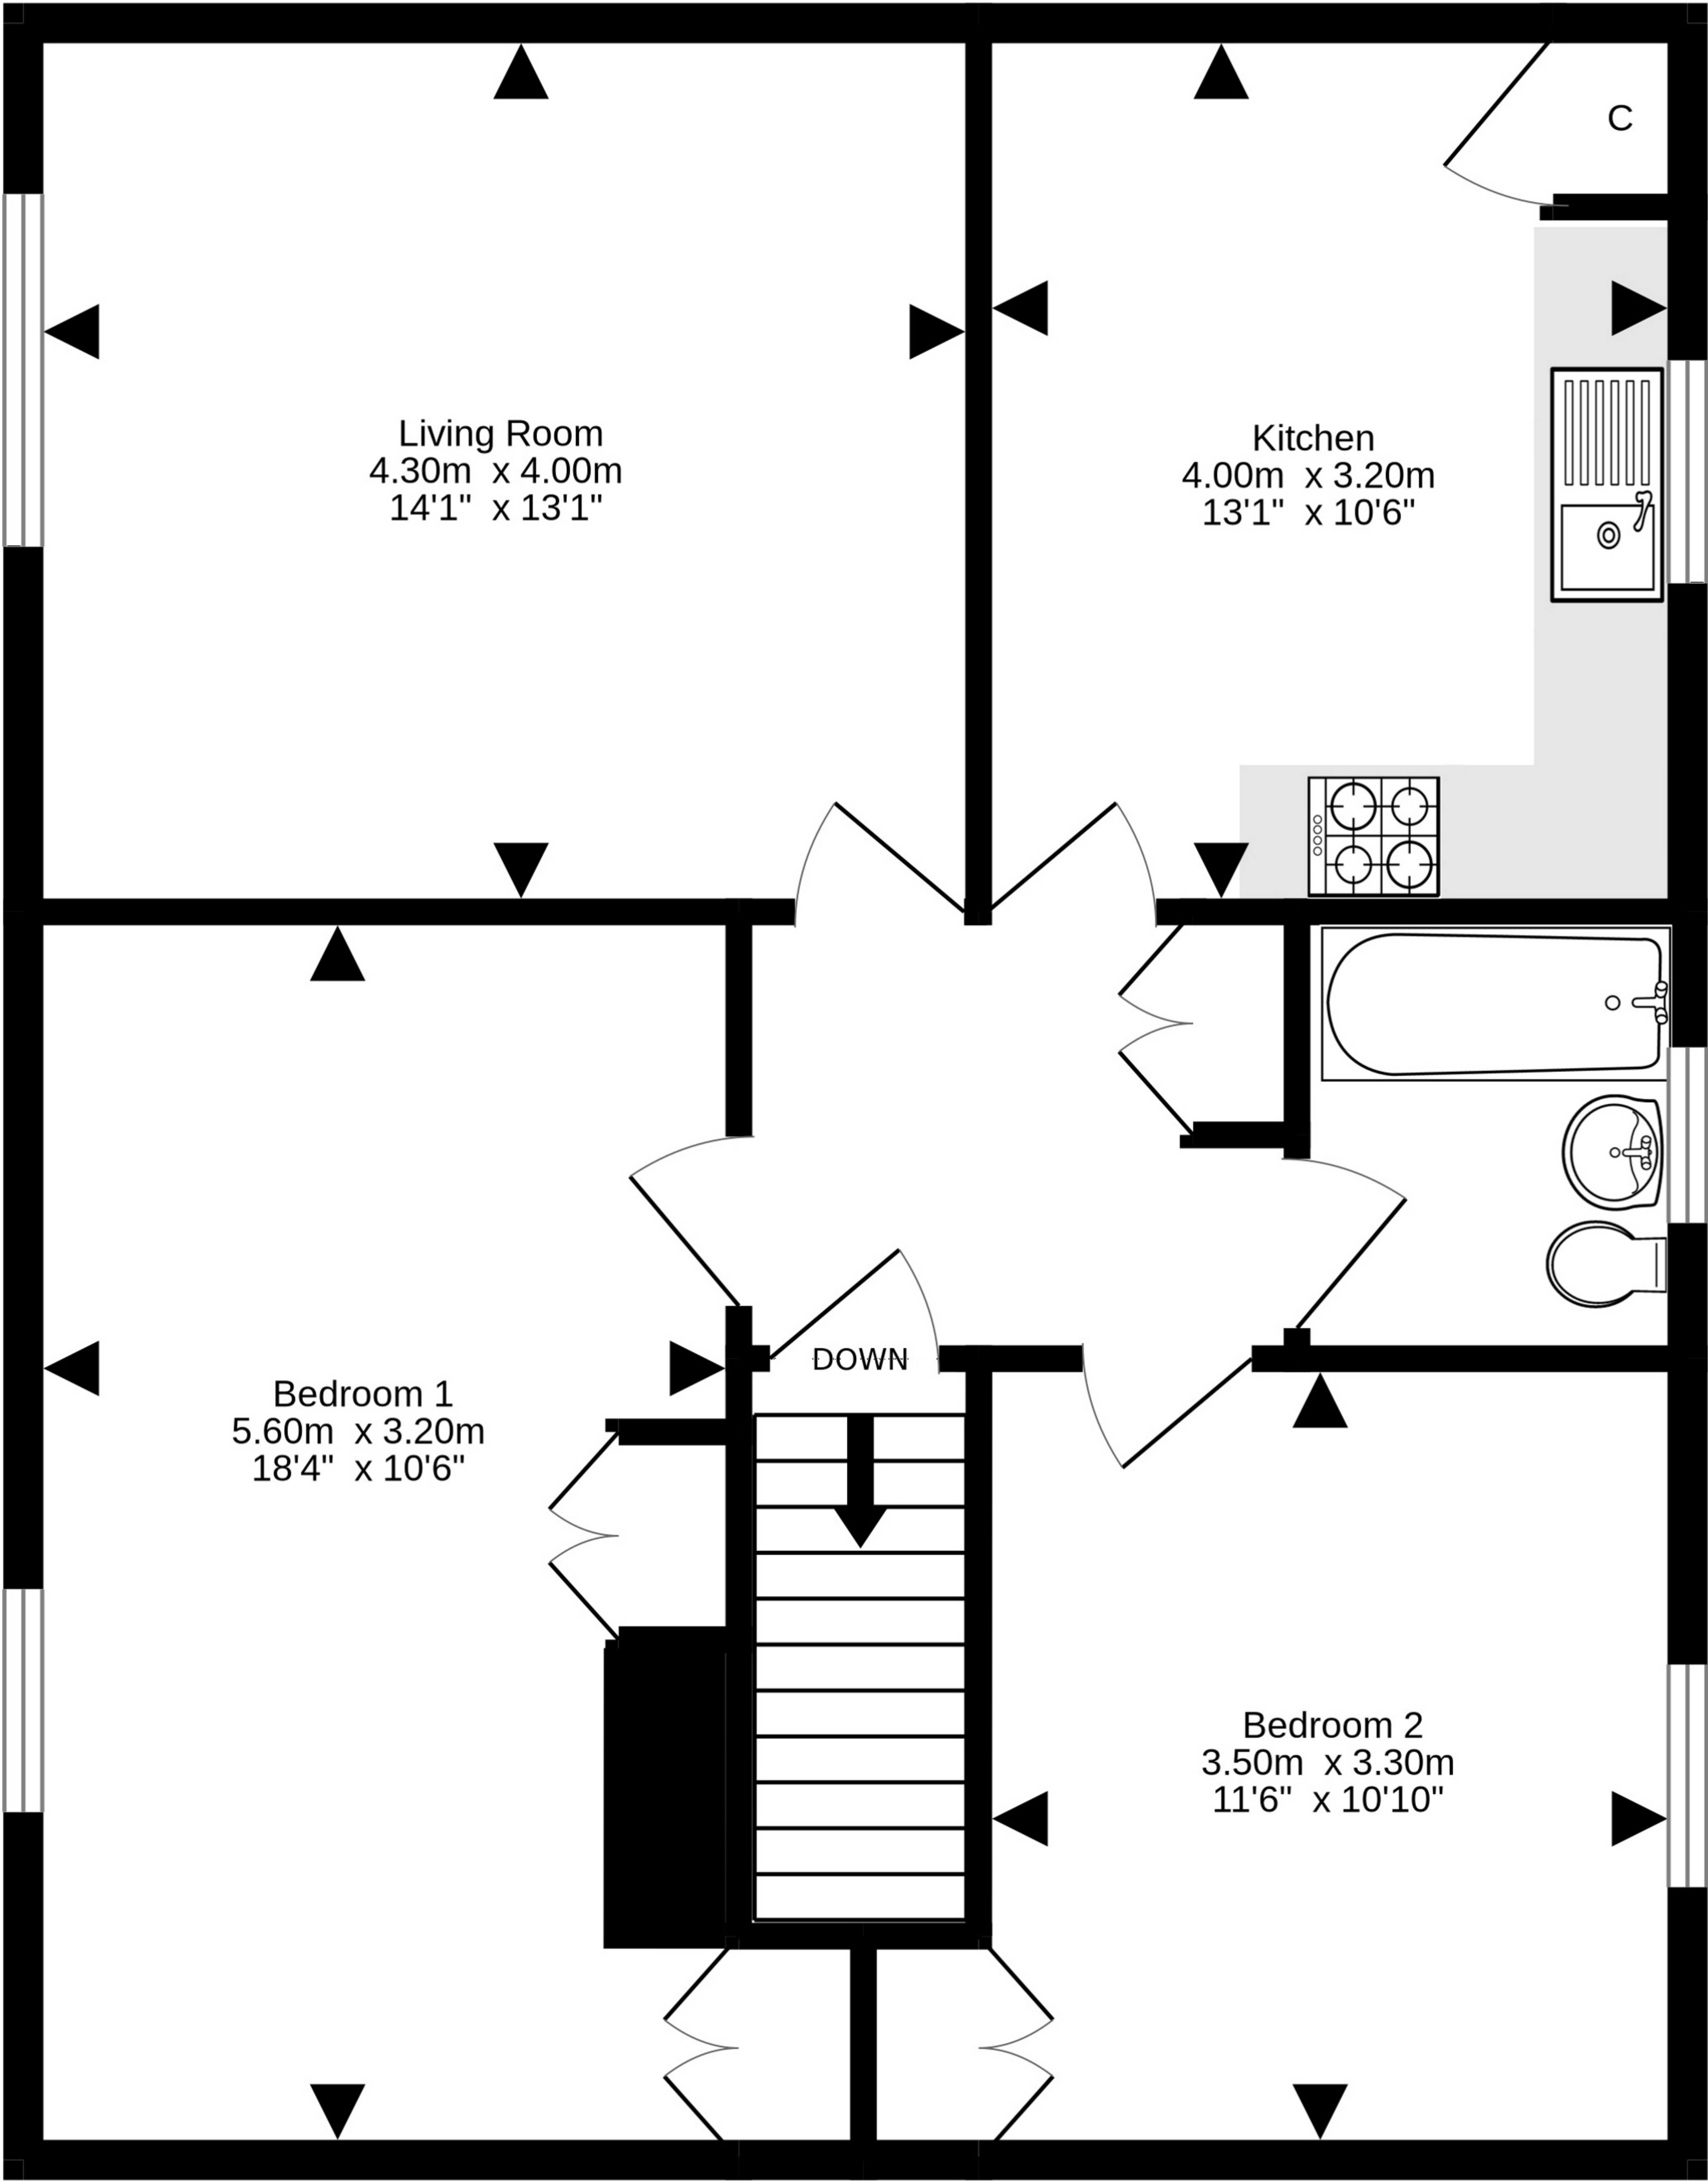 C
Living Room
4.30m x 4.00m
14'1" x 13'1"
Kitchen
4.00m x 3.20m
13'1" x 10'6"
DOWN
Bedroom 1
5.60m x 3.20m
18'4" x 10'6"
Bedroom 2
3.50m x 3.30m
11'6" x 10'10"